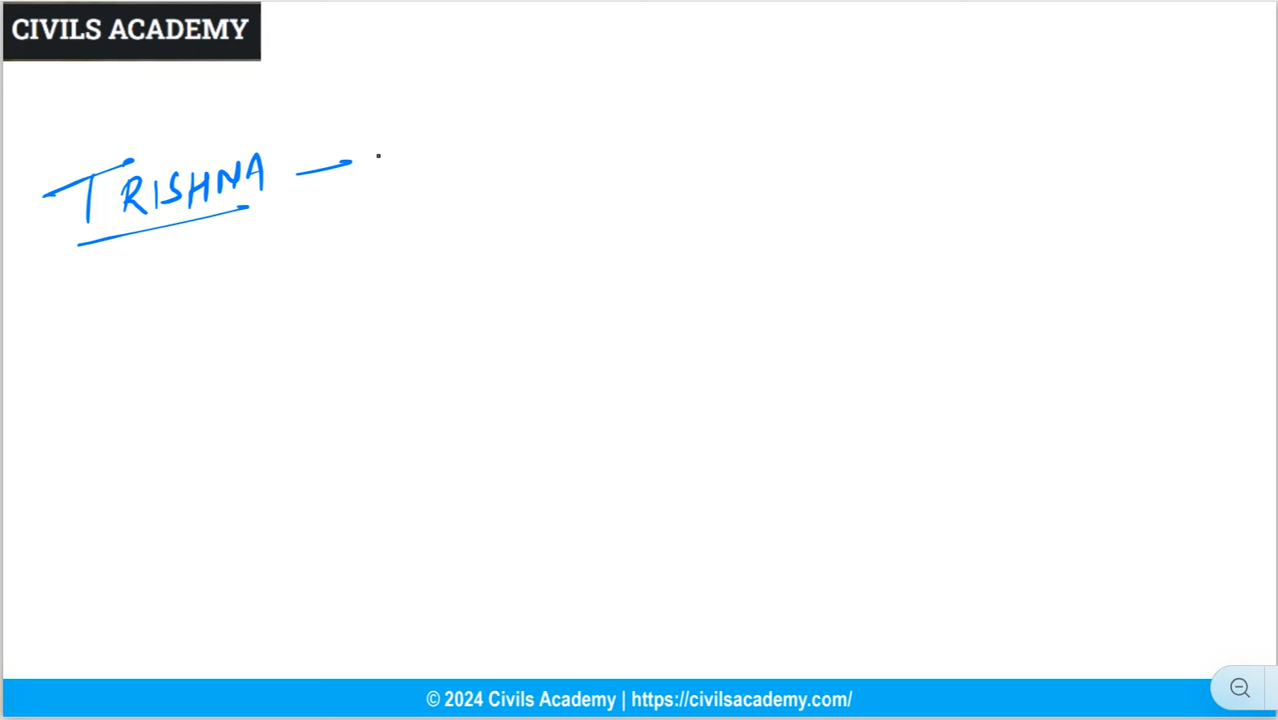 CIVILS ACADEMY
TRISHNA —
© 2024 Civils Academy | https://civilsacademy.com/